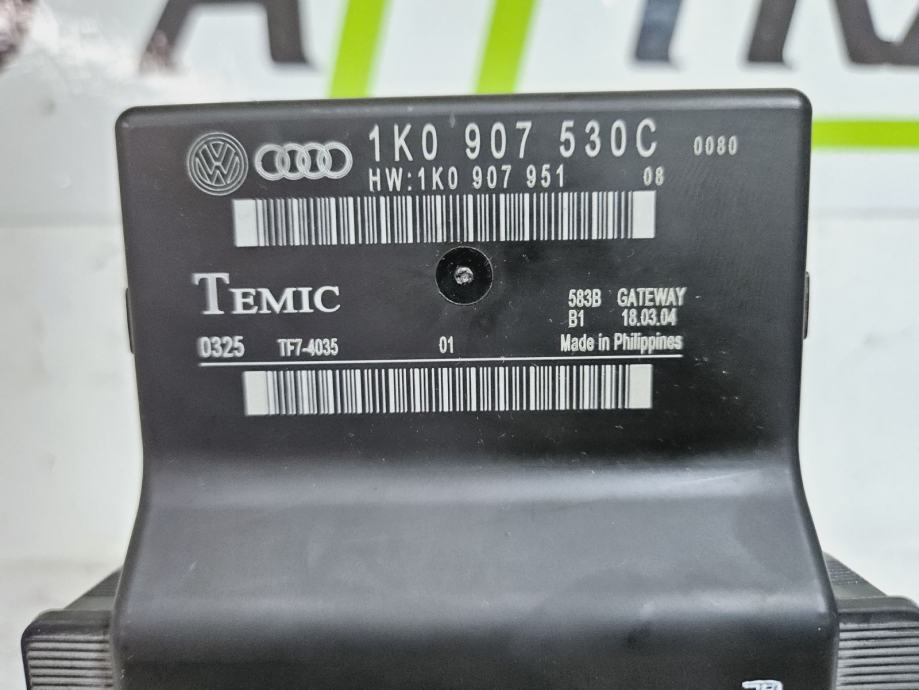 1K0 907 530C 0080
HW:1K0 907 951 08
TEMIC
583B GATEWAY
B1 18.03.04
0325 TF7-4035 01 Made in Philippines